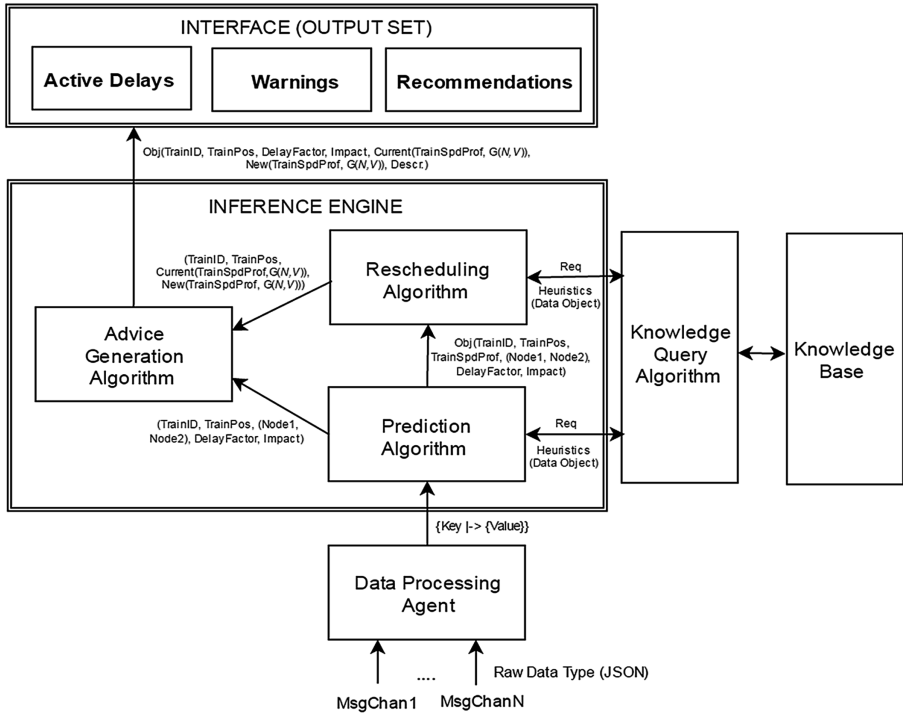 INTERFACE (OUTPUT SET)
Active Delays
Warnings
Recommendations
Obj(TrainID, TrainPos, DelayFactor, Impact, Current(TrainSpdProf, G(N,V)),
New(TrainSpdProf, G(N,V)), Descr.)
INFERENCE ENGINE
(TrainID, TrainPos,
Current(TrainSpdProf,G(N,V)),
New(TrainSpdProf, G(N,V)))
Rescheduling
Algorithm
Req
Heuristics
(Data Object)
Advice
Generation
Algorithm
Obj(TrainID, TrainPos,
TrainSpdProf, (Node1, Node2),
DelayFactor, Impact)
Knowledge
Query
Algorithm
Knowledge
Base
(TrainID, TrainPos, (Node1,
Node2), DelayFactor, Impact)
Prediction
Algorithm
Req
Heuristics
(Data Object)
{Key |-> {Value}}
Data Processing
Agent
....
Raw Data Type (JSON)
MsgChan1
MsgChanN